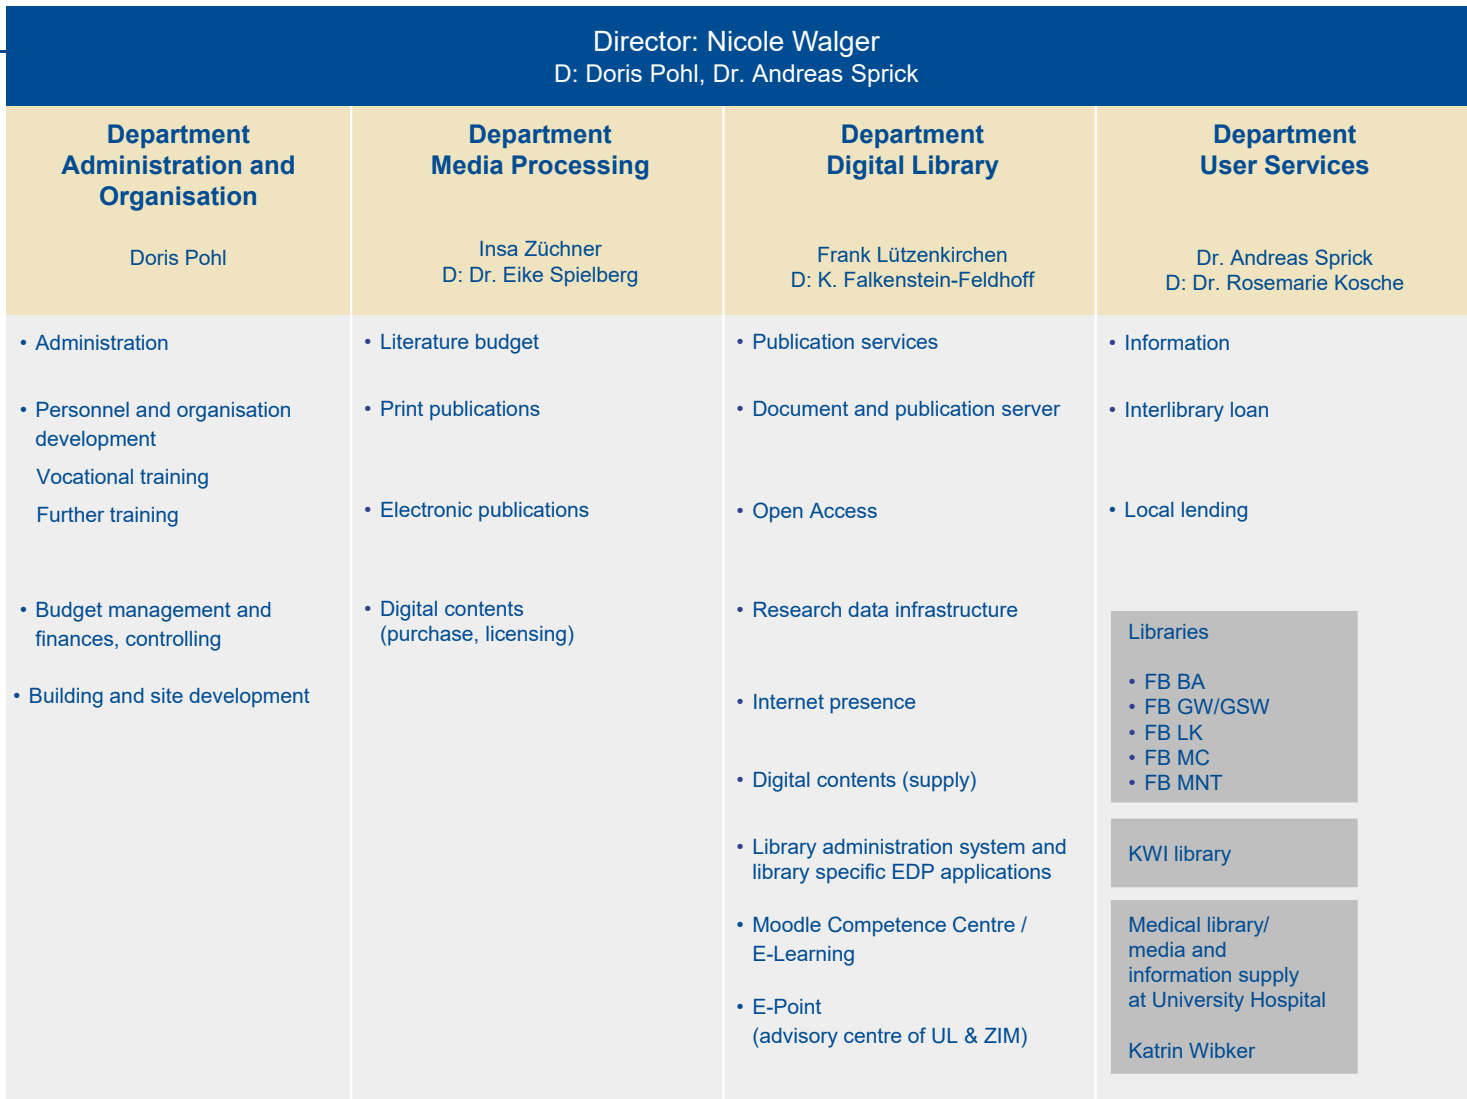 Director: Nicole Walger
D: Doris Pohl, Dr. Andreas Sprick
Department
Administration and
Organisation
Doris Pohl
Department
Media Processing
Insa Züchner
D: Dr. Eike Spielberg
Department
Digital Library
Frank Lützenkirchen
D: K. Falkenstein-Feldhoff
Department
User Services
Dr. Andreas Sprick
D: Dr. Rosemarie Kosche
• Administration
• Personnel and organisation
development
Vocational training
Further training
• Budget management and
finances, controlling
• Building and site development
• Literature budget
• Print publications
• Electronic publications
• Digital contents
(purchase, licensing)
• Publication services
• Document and publication server
• Open Access
• Research data infrastructure
• Internet presence
• Digital contents (supply)
• Library administration system and
library specific EDP applications
• Moodle Competence Centre /
E-Learning
• E-Point
(advisory centre of UL & ZIM)
• Information
• Interlibrary loan
• Local lending
Libraries
• FB BA
• FB GW/GSW
• FB LK
• FB MC
• FB MNT
KWI library
Medical library/
media and
information supply
at University Hospital
Katrin Wibker